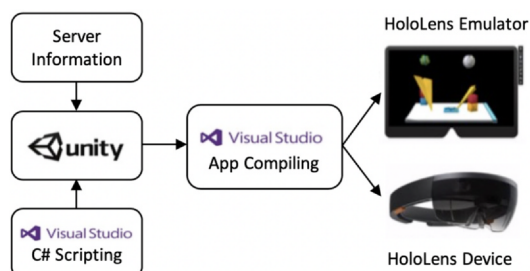 Server
Information
unity
Visual Studio
C# Scripting
Visual Studio
App Compiling
HoloLens Emulator
HoloLens Device